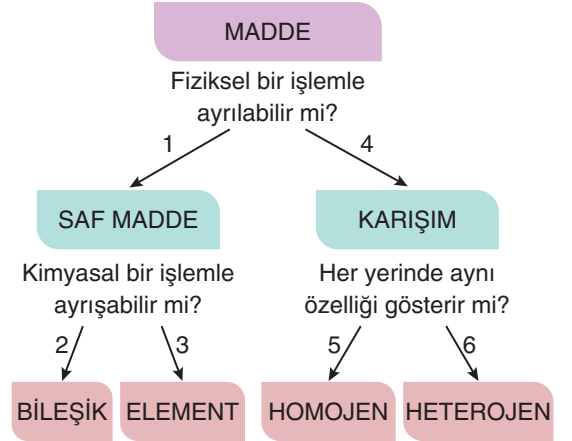 MADDE
Fiziksel bir işlemle
ayrılabilir mi?
1
4
SAF MADDE
KARIŞIM
Kimyasal bir işlemle
ayrışabilir mi?
Her yerinde aynı
özelliği gösterir mi?
2
3
5
6
BİLEŞİK
ELEMENT
HOMOJEN
HETEROJEN